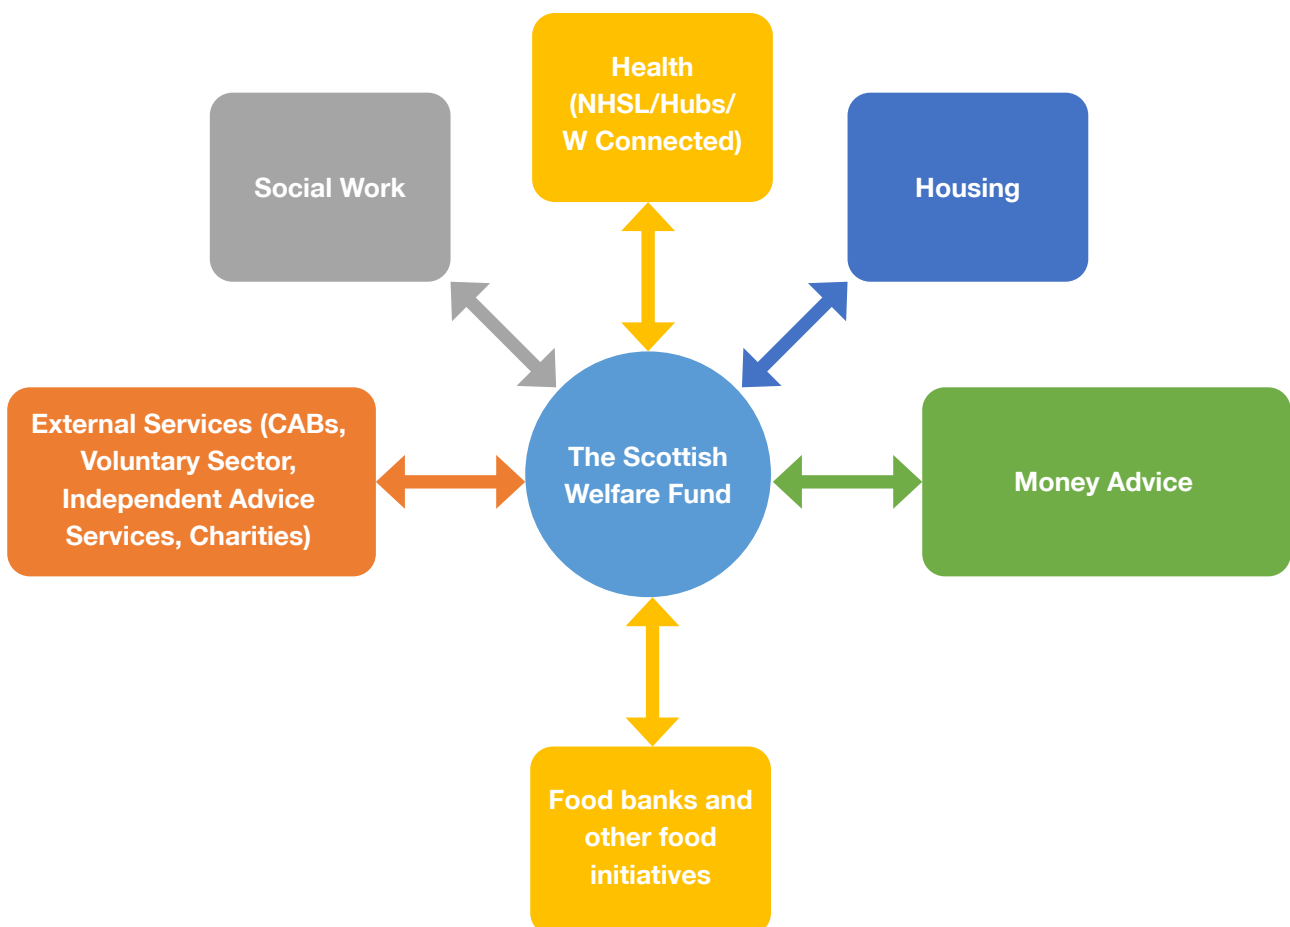 Health
(NHSL/Hubs/
W Connected)
Social Work
Housing
External Services (CABs,
Voluntary Sector,
Independent Advice
Services, Charities)
The Scottish
Welfare Fund
Money Advice
Food banks and
other food
initiatives